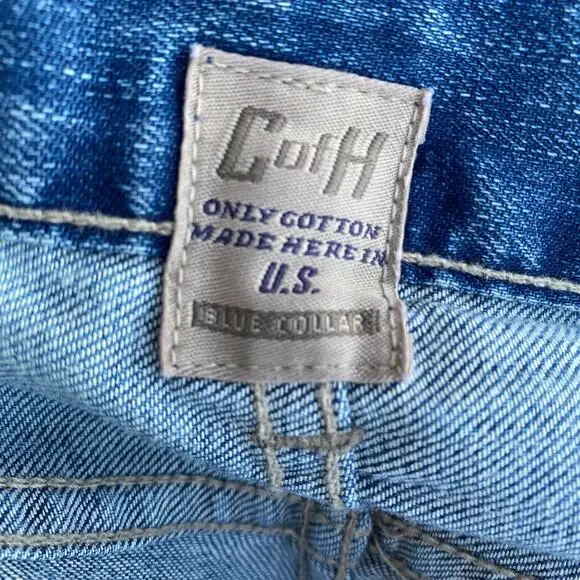 CofH
ONLY COTTON
MADE HERE IN
U.S.
BLUE COLLAR